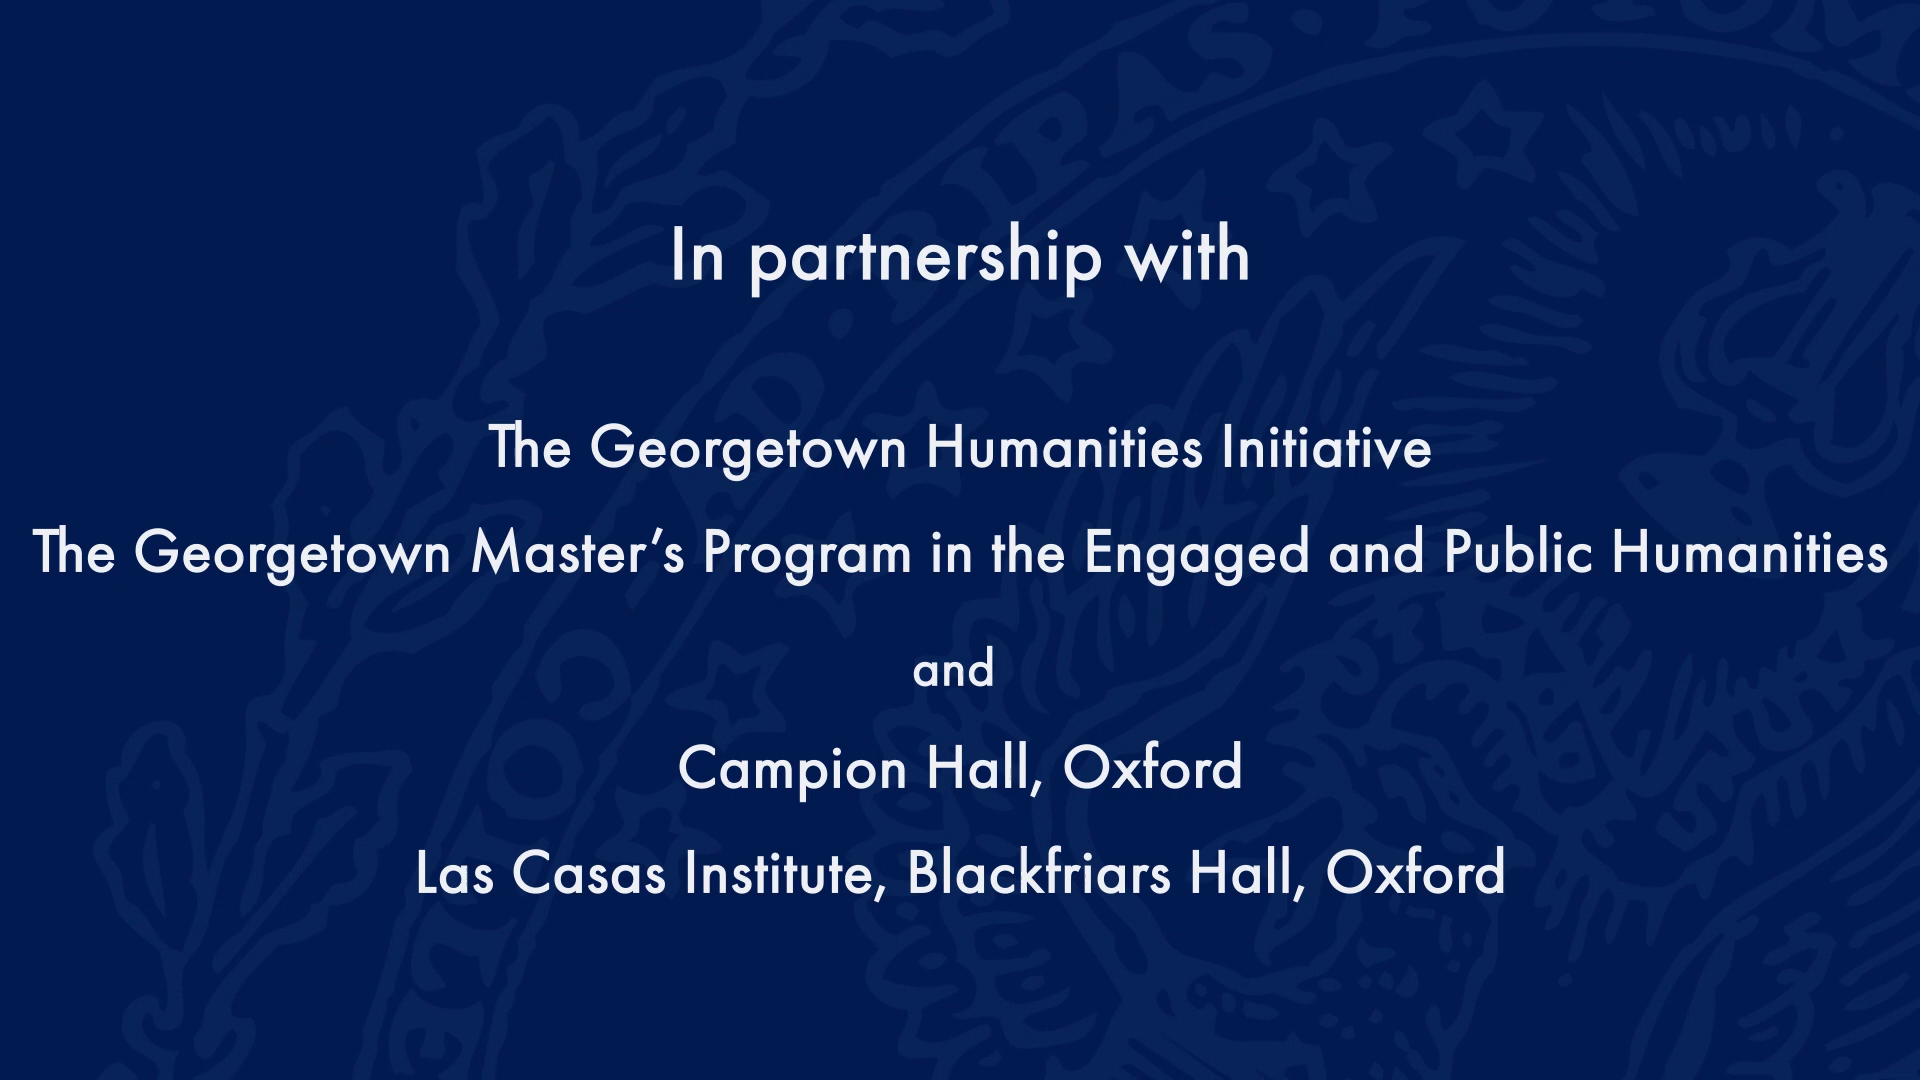 In partnership with
The Georgetown Humanities Initiative
The Georgetown Master’s Program in the Engaged and Public Humanities
and
Campion Hall, Oxford
Las Casas Institute, Blackfriars Hall, Oxford